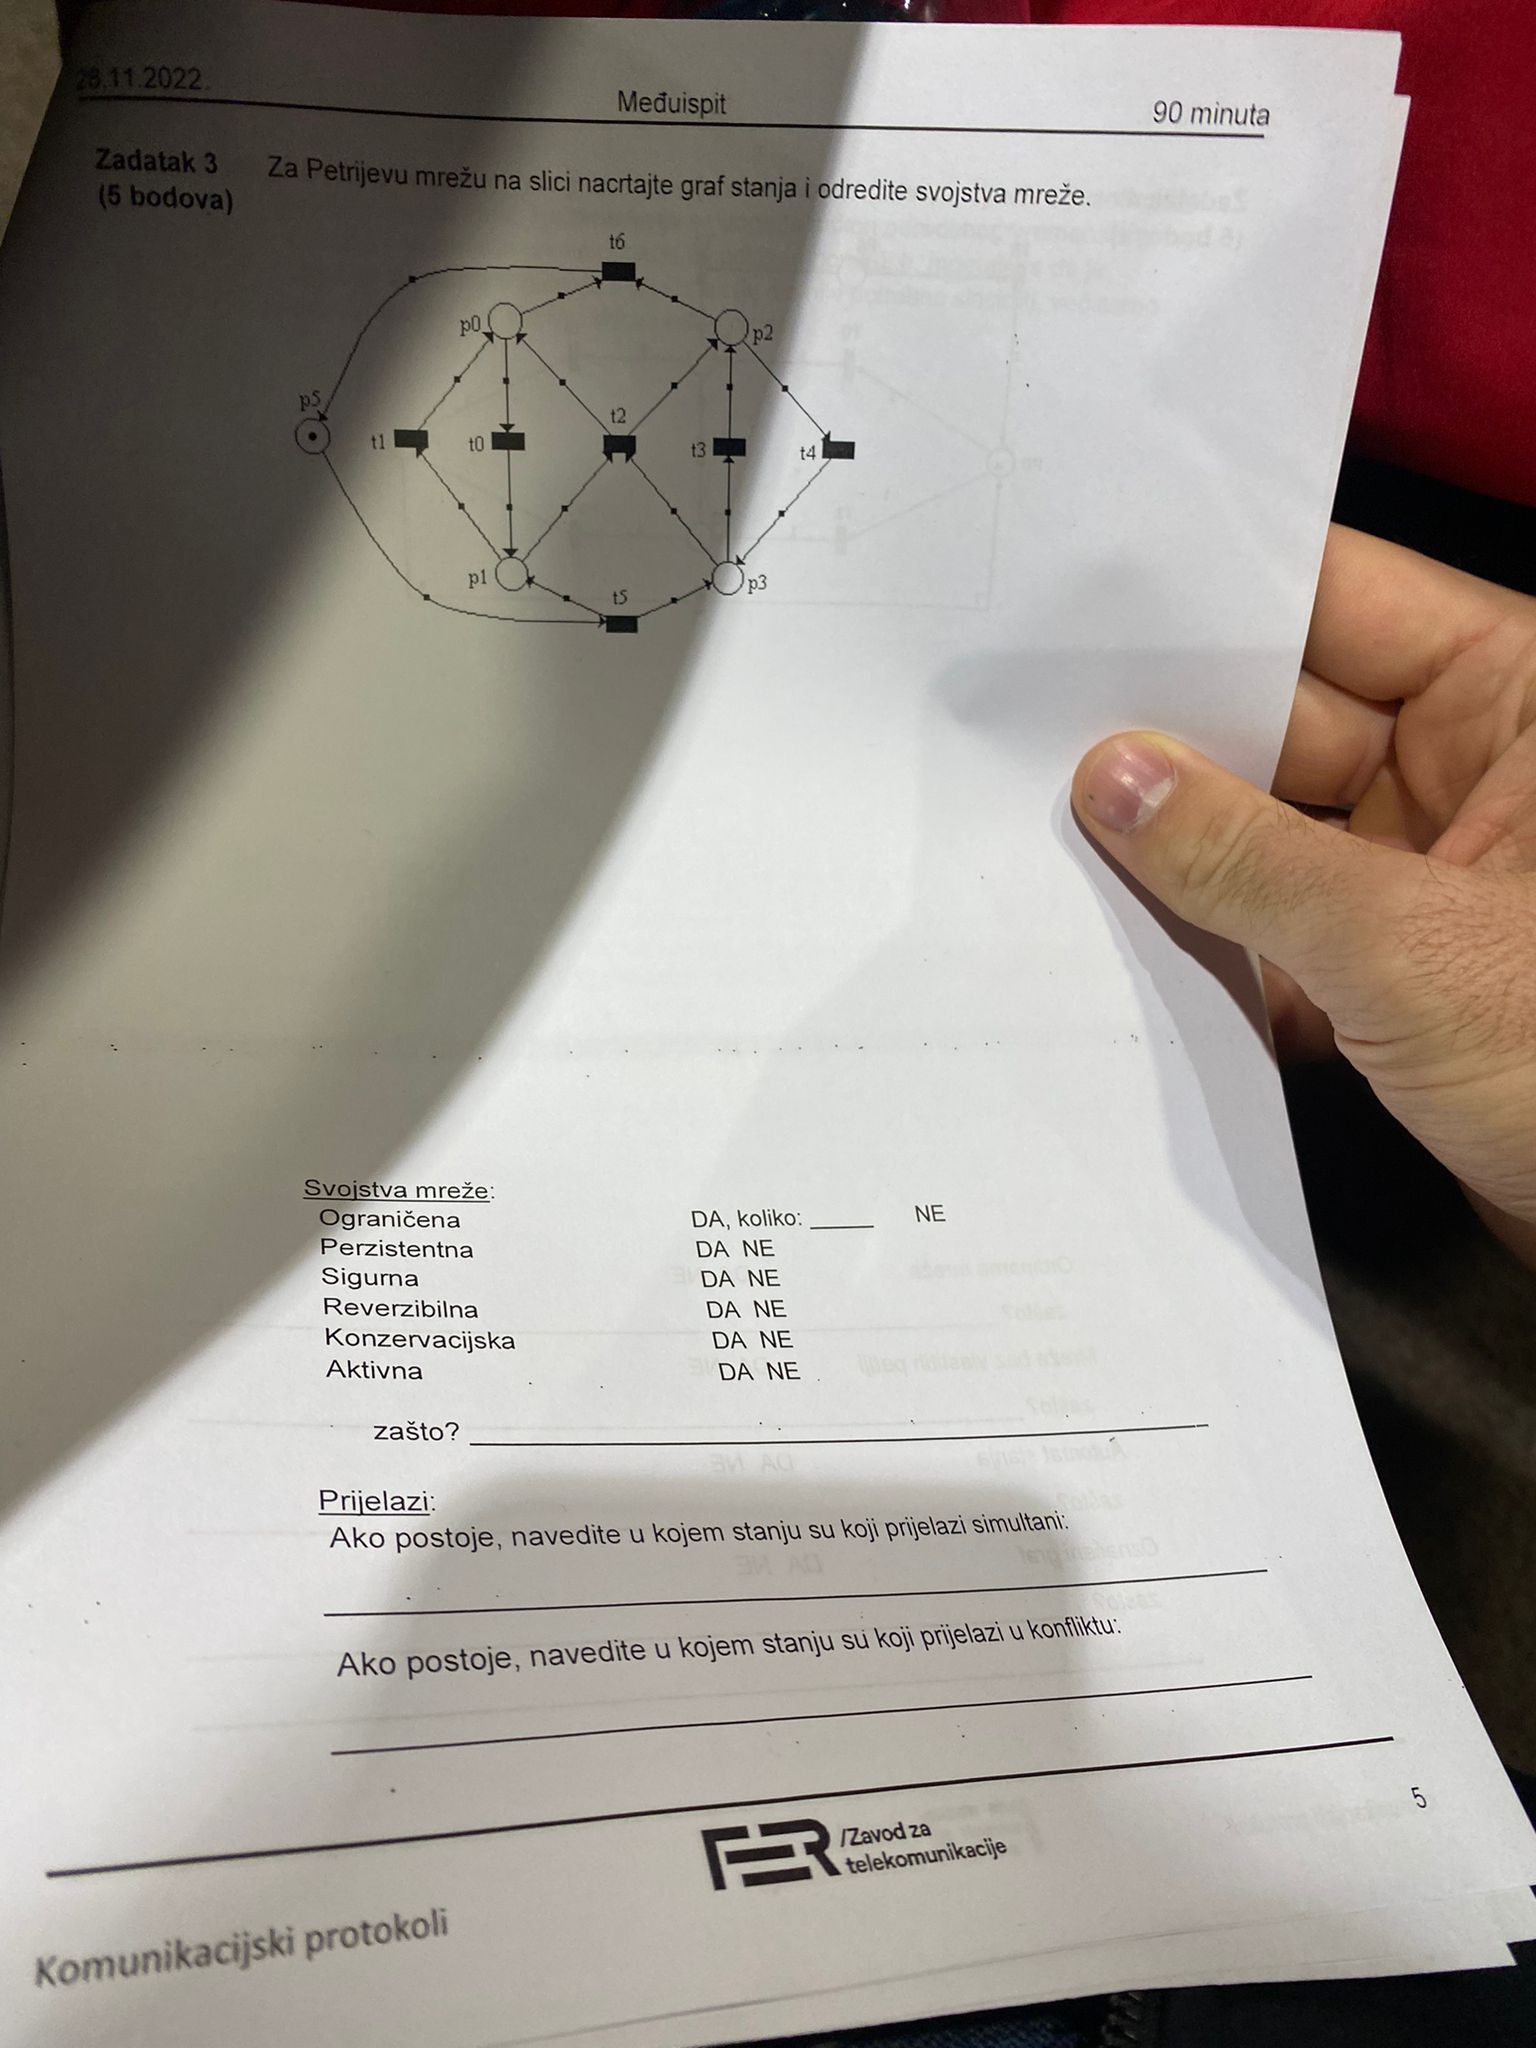 28.11.2022.
Međuispit
90 minuta
Zadatak 3
(5 bodova)
Za Petrijevu mrežu na slici nacrtajte graf stanja i odredite svojstva mreže.
t6
p0
p2
p5
t2
t1
t0
t3
t4
p1
t5
p3
Svojstva mreže:
Ograničena DA, koliko: _____ NE
Perzistentna DA NE
Sigurna DA NE
Reverzibilna DA NE
Konzervacijska DA NE
Aktivna DA NE
zašto?
Prijelazi:
Ako postoje, navedite u kojem stanju su koji prijelazi simultani:
Ako postoje, navedite u kojem stanju su koji prijelazi u konfliktu:
5
FER /Zavod za
telekomunikacije
Komunikacijski protokoli